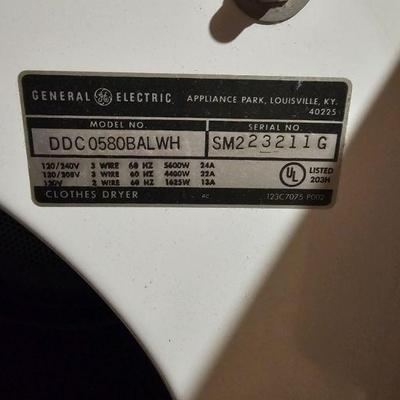 GENERAL GE ELECTRIC APPLIANCE PARK, LOUISVILLE, KY.
40225
MODEL NO. SERIAL NO.
DDC0580BALWH SM223211G
120/240V 3 WIRE 60 HZ 5600W 24A
120/208V 3 WIRE 60 HZ 4400W 22A
120V 2 WIRE 60 HZ 1625W 13A
UL LISTED
203H
CLOTHES DRYER AC 123C7075-P002